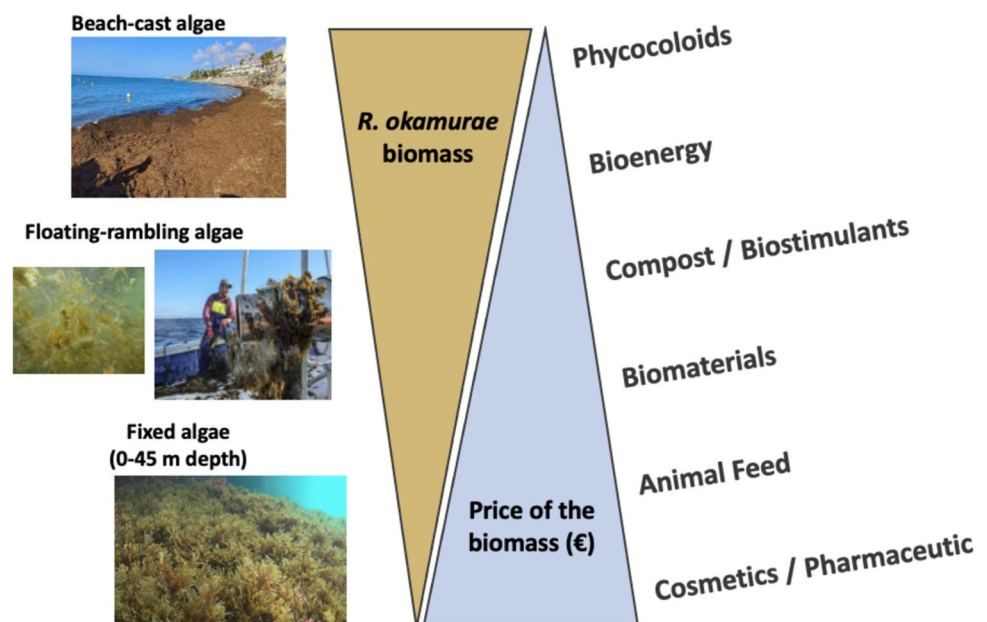 Beach-cast algae
Floating-rambling algae
Fixed algae
(0-45 m depth)
R. okamurae
biomass
Price of the
biomass (€)
Phycocoloids
Bioenergy
Compost / Biostimulants
Biomaterials
Animal Feed
Cosmetics / Pharmaceutic